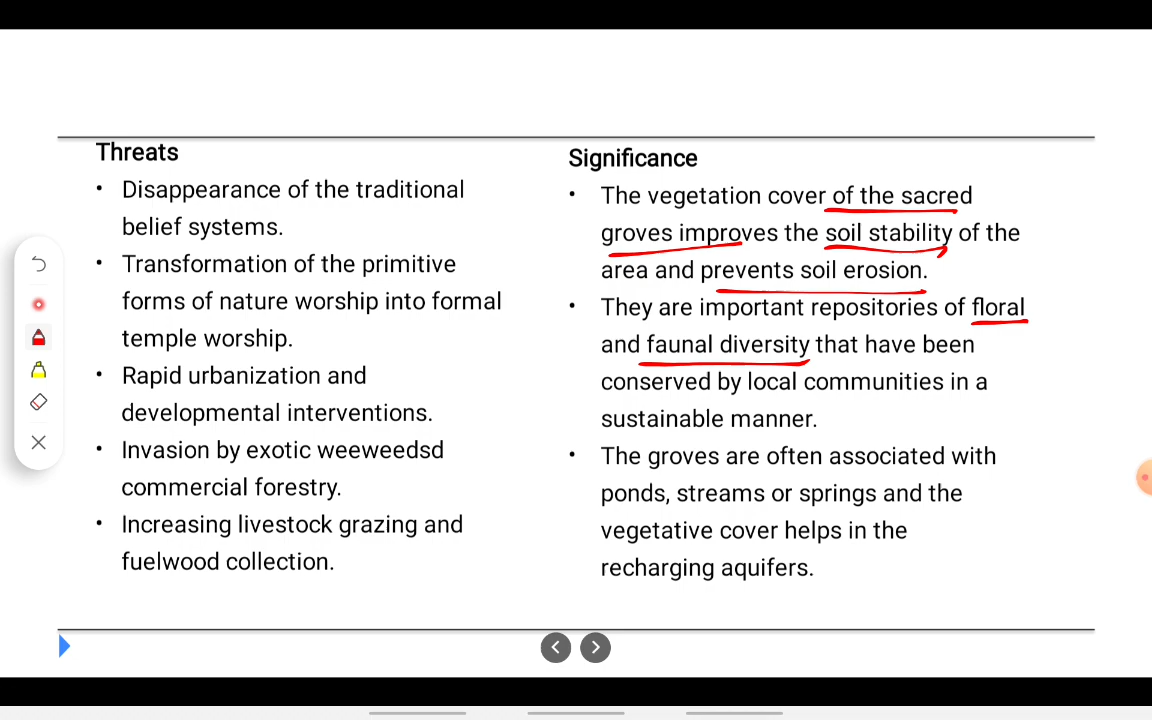 Threats
• Disappearance of the traditional
belief systems.
• Transformation of the primitive
forms of nature worship into formal
temple worship.
• Rapid urbanization and
developmental interventions.
• Invasion by exotic weeweedsd
commercial forestry.
• Increasing livestock grazing and
fuelwood collection.
Significance
• The vegetation cover of the sacred
groves improves the soil stability of the
area and prevents soil erosion.
• They are important repositories of floral
and faunal diversity that have been
conserved by local communities in a
sustainable manner.
• The groves are often associated with
ponds, streams or springs and the
vegetative cover helps in the
recharging aquifers.